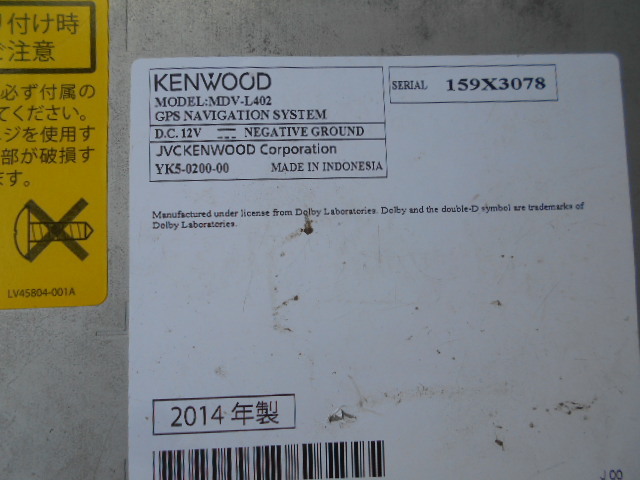 り付け時
ご注意
必ず付属の
てください。
ジを使用す
部が破損す
ます。
LV45804-001A
KENWOOD
MODEL:MDV-L402
GPS NAVIGATION SYSTEM
D.C. 12V NEGATIVE GROUND
JVCKENWOOD Corporation
YK5-0200-00 MADE IN INDONESIA
SERIAL 159X3078
Manufactured under license from Dolby Laboratories. Dolby and the double-D symbol are trademarks of
Dolby Laboratories.
2014 年製